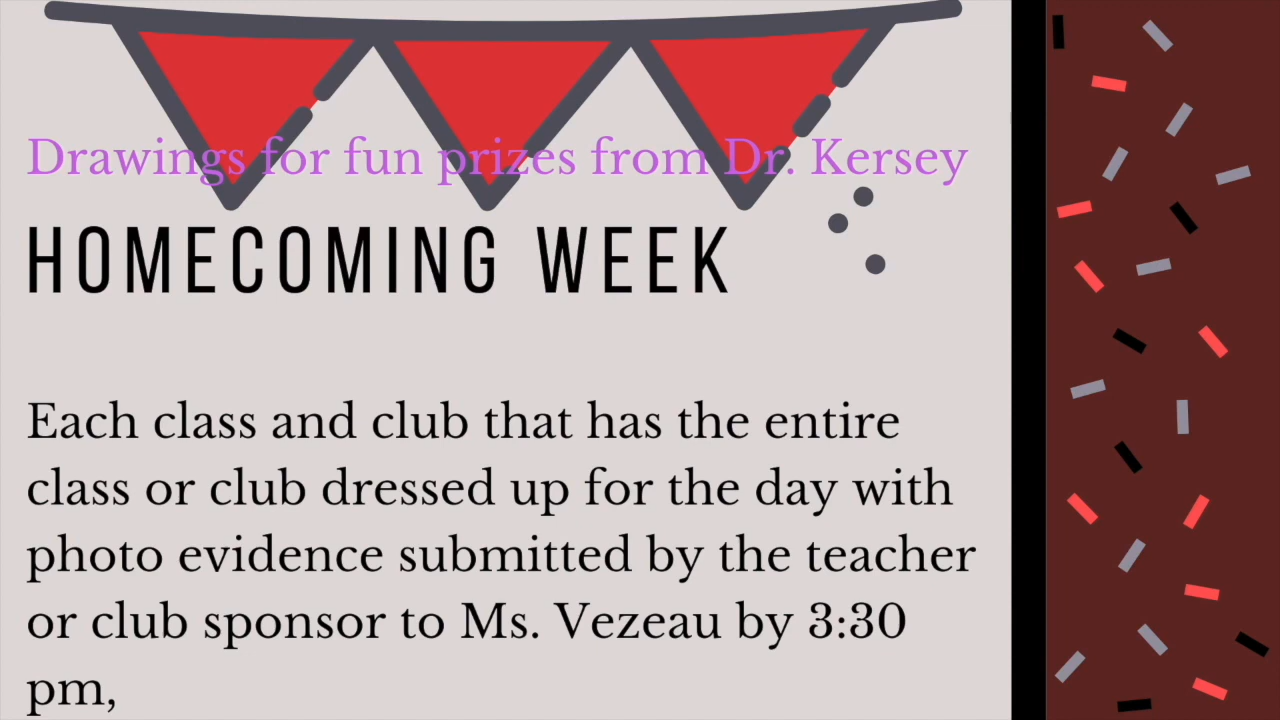 Drawings for fun prizes from Dr. Kersey
HOMECOMING WEEK
Each class and club that has the entire
class or club dressed up for the day with
photo evidence submitted by the teacher
or club sponsor to Ms. Vezeau by 3:30
pm,